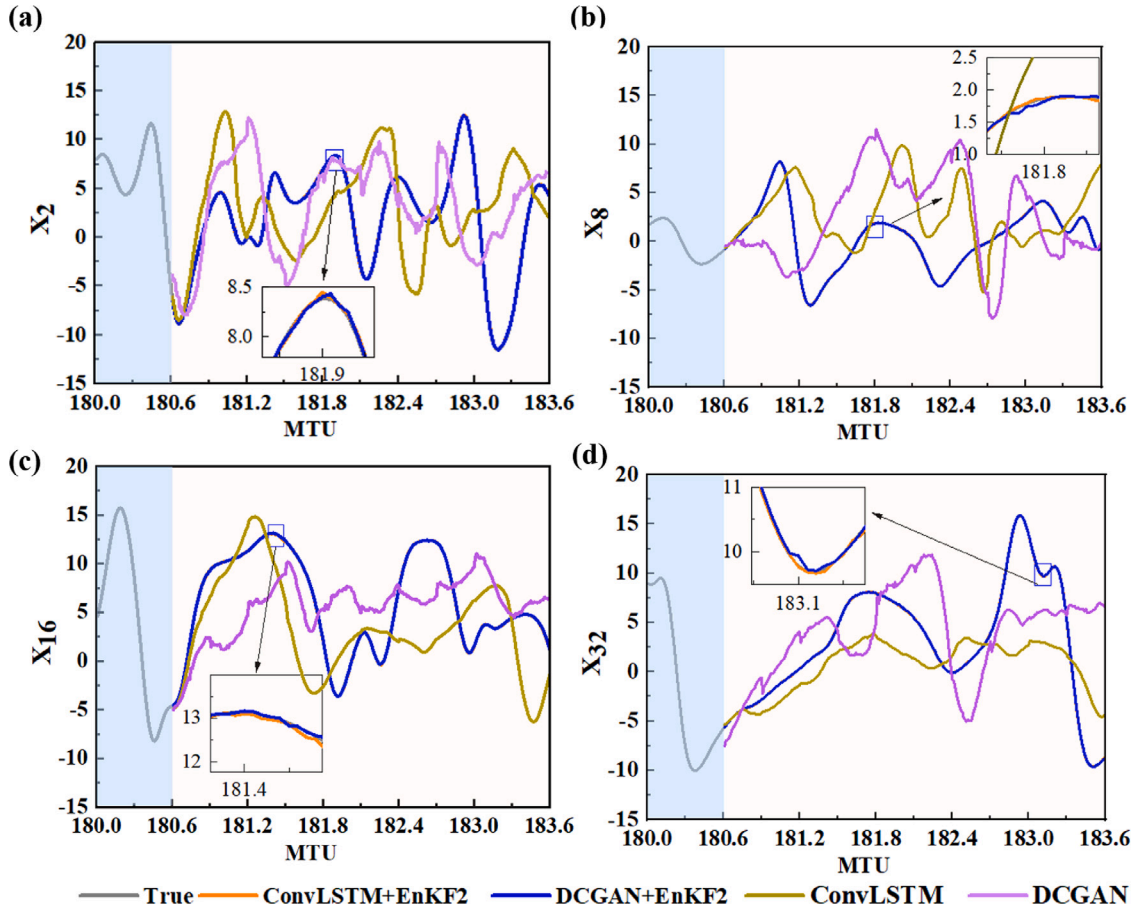 (a)
20
15
10
5
0
-5
-10
-15
X2
8.5
8.0
181.9
180.0 180.6 181.2 181.8 182.4 183.0 183.6
MTU
(b)
20
15
10
5
0
-5
-10
-15
X8
2.5
2.0
1.5
1.0
181.8
180.0 180.6 181.2 181.8 182.4 183.0 183.6
MTU
(c)
20
15
10
5
0
-5
-10
-15
X16
13
12
181.4
180.0 180.6 181.2 181.8 182.4 183.0 183.6
MTU
(d)
20
15
10
5
0
-5
-10
-15
X32
11
10
183.1
180.0 180.6 181.2 181.8 182.4 183.0 183.6
MTU
True ConvLSTM+EnKF2 DCGAN+EnKF2 ConvLSTM DCGAN